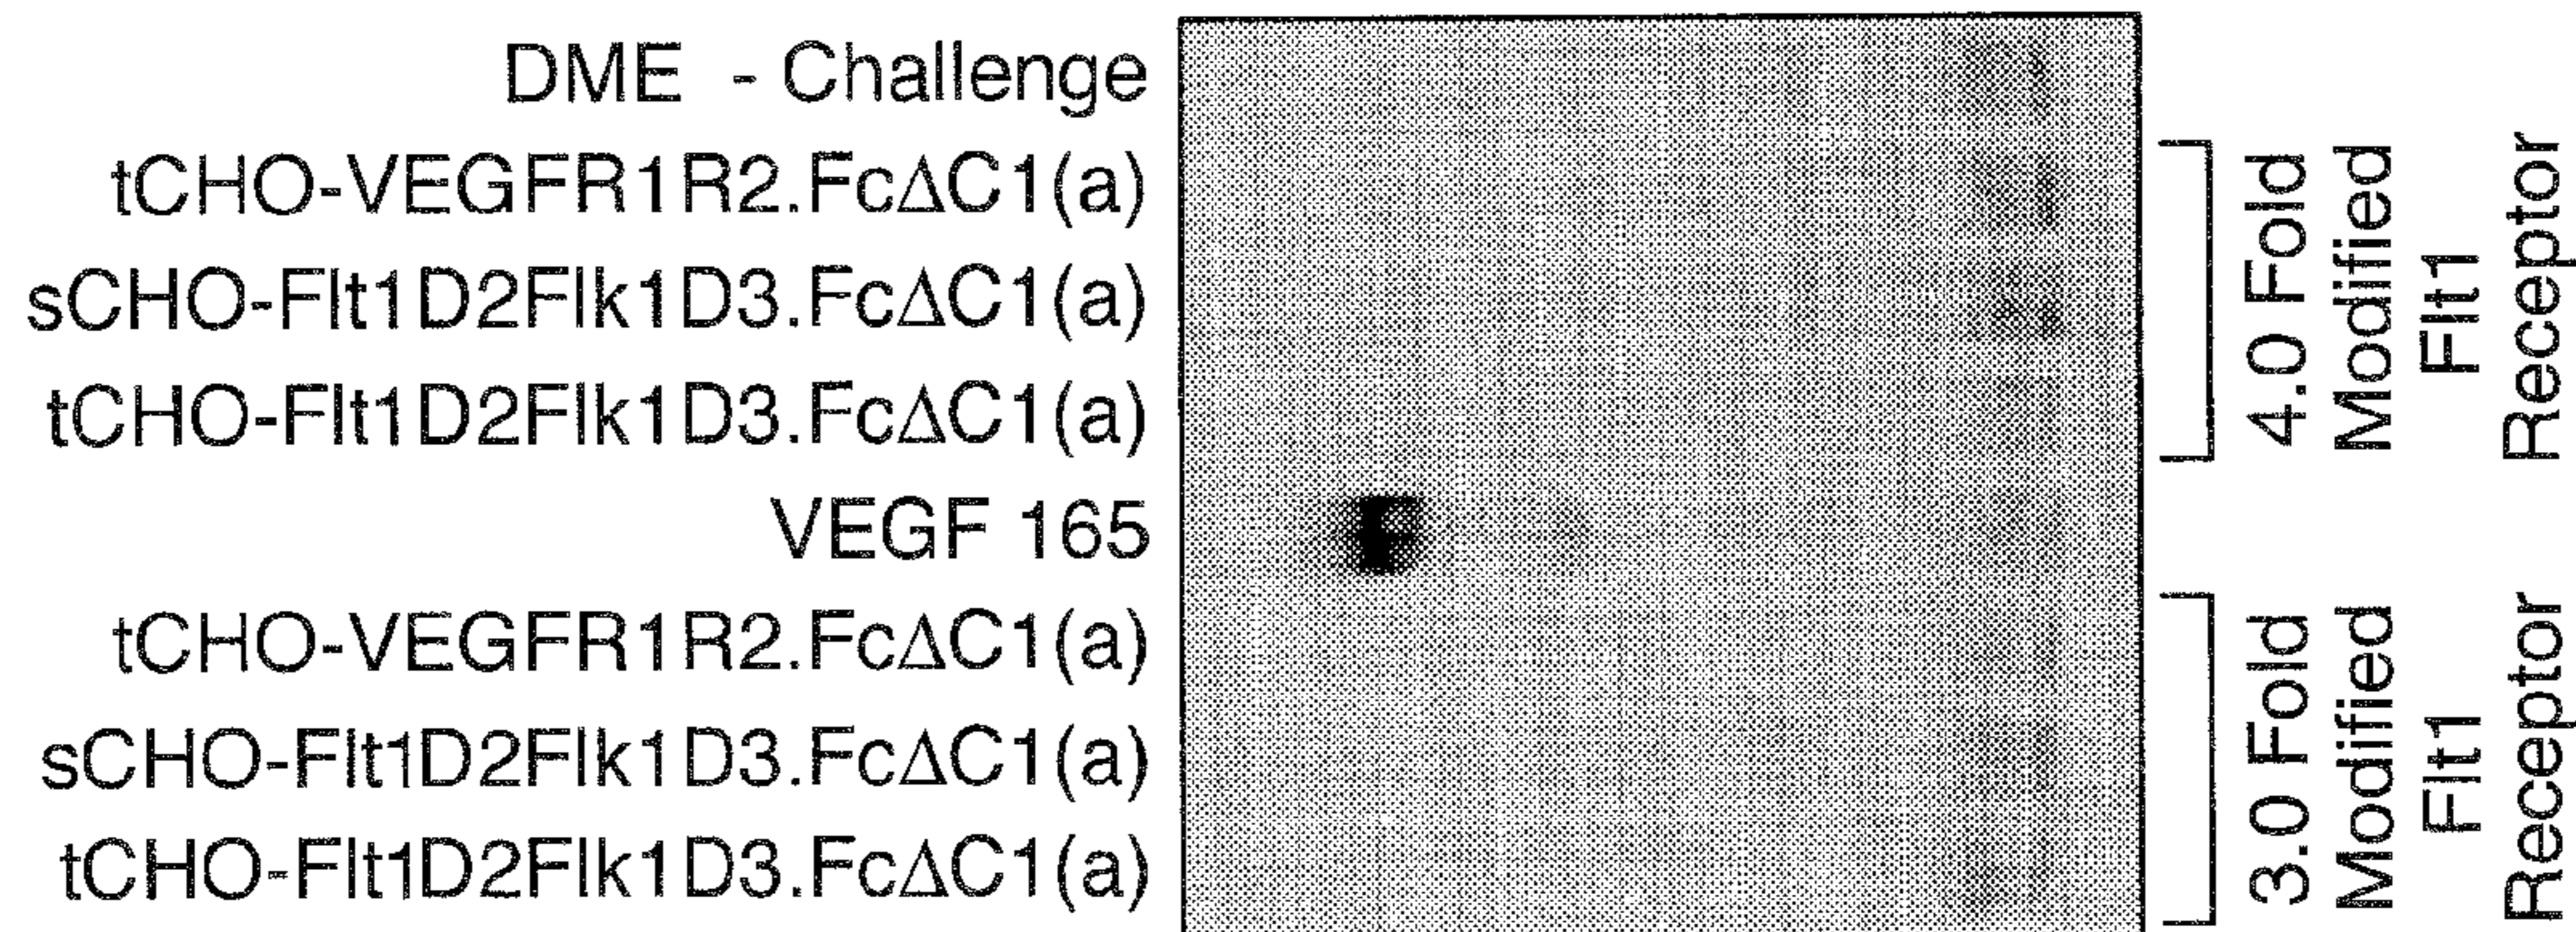 DME - Challenge
tCHO-VEGFR1R2.FcΔC1(a)
sCHO-Flt1D2Flk1D3.FcΔC1(a)
tCHO-Flt1D2Flk1D3.FcΔC1(a)
VEGF 165
tCHO-VEGFR1R2.FcΔC1(a)
sCHO-Flt1D2Flk1D3.FcΔC1(a)
tCHO-Flt1D2Flk1D3.FcΔC1(a)
4.0 Fold
Modified
Flt1
Receptor
3.0 Fold
Modified
Flt1
Receptor